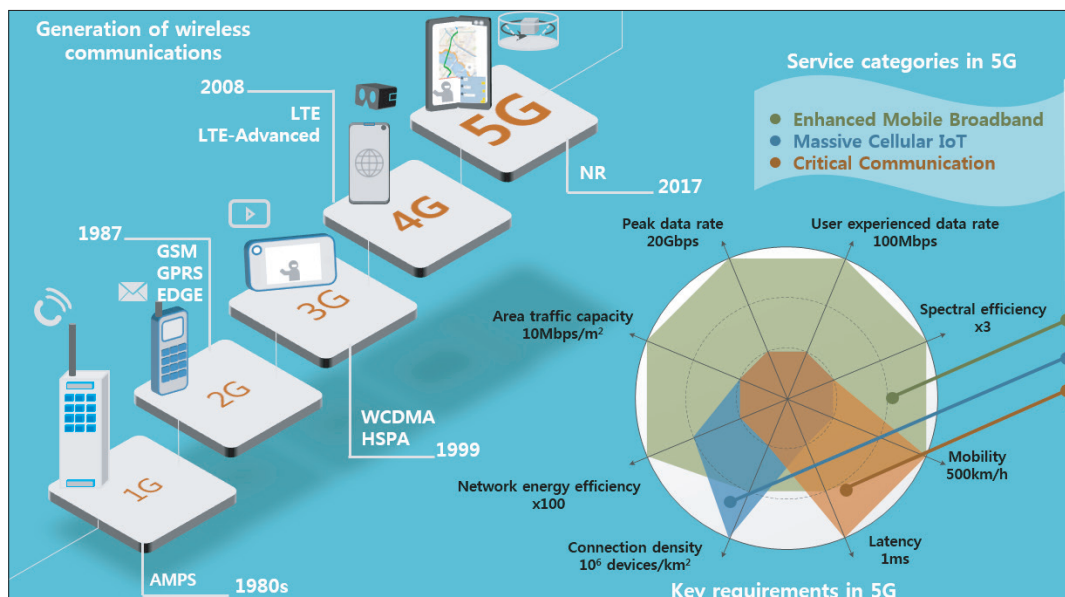 Generation of wireless
communications
2008
LTE
LTE-Advanced
5G
NR
2017
4G
1987
GSM
GPRS
EDGE
3G
WCDMA
HSPA
1999
2G
1G
AMPS
1980s
Service categories in 5G
Enhanced Mobile Broadband
Massive Cellular IoT
Critical Communication
Peak data rate
20Gbps
User experienced data rate
100Mbps
Area traffic capacity
10Mbps/m²
Spectral efficiency
x3
Network energy efficiency
x100
Mobility
500km/h
Connection density
10⁶ devices/km²
Latency
1ms
Key requirements in 5G